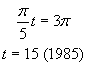 π/5 t = 3π
t = 15 (1985)